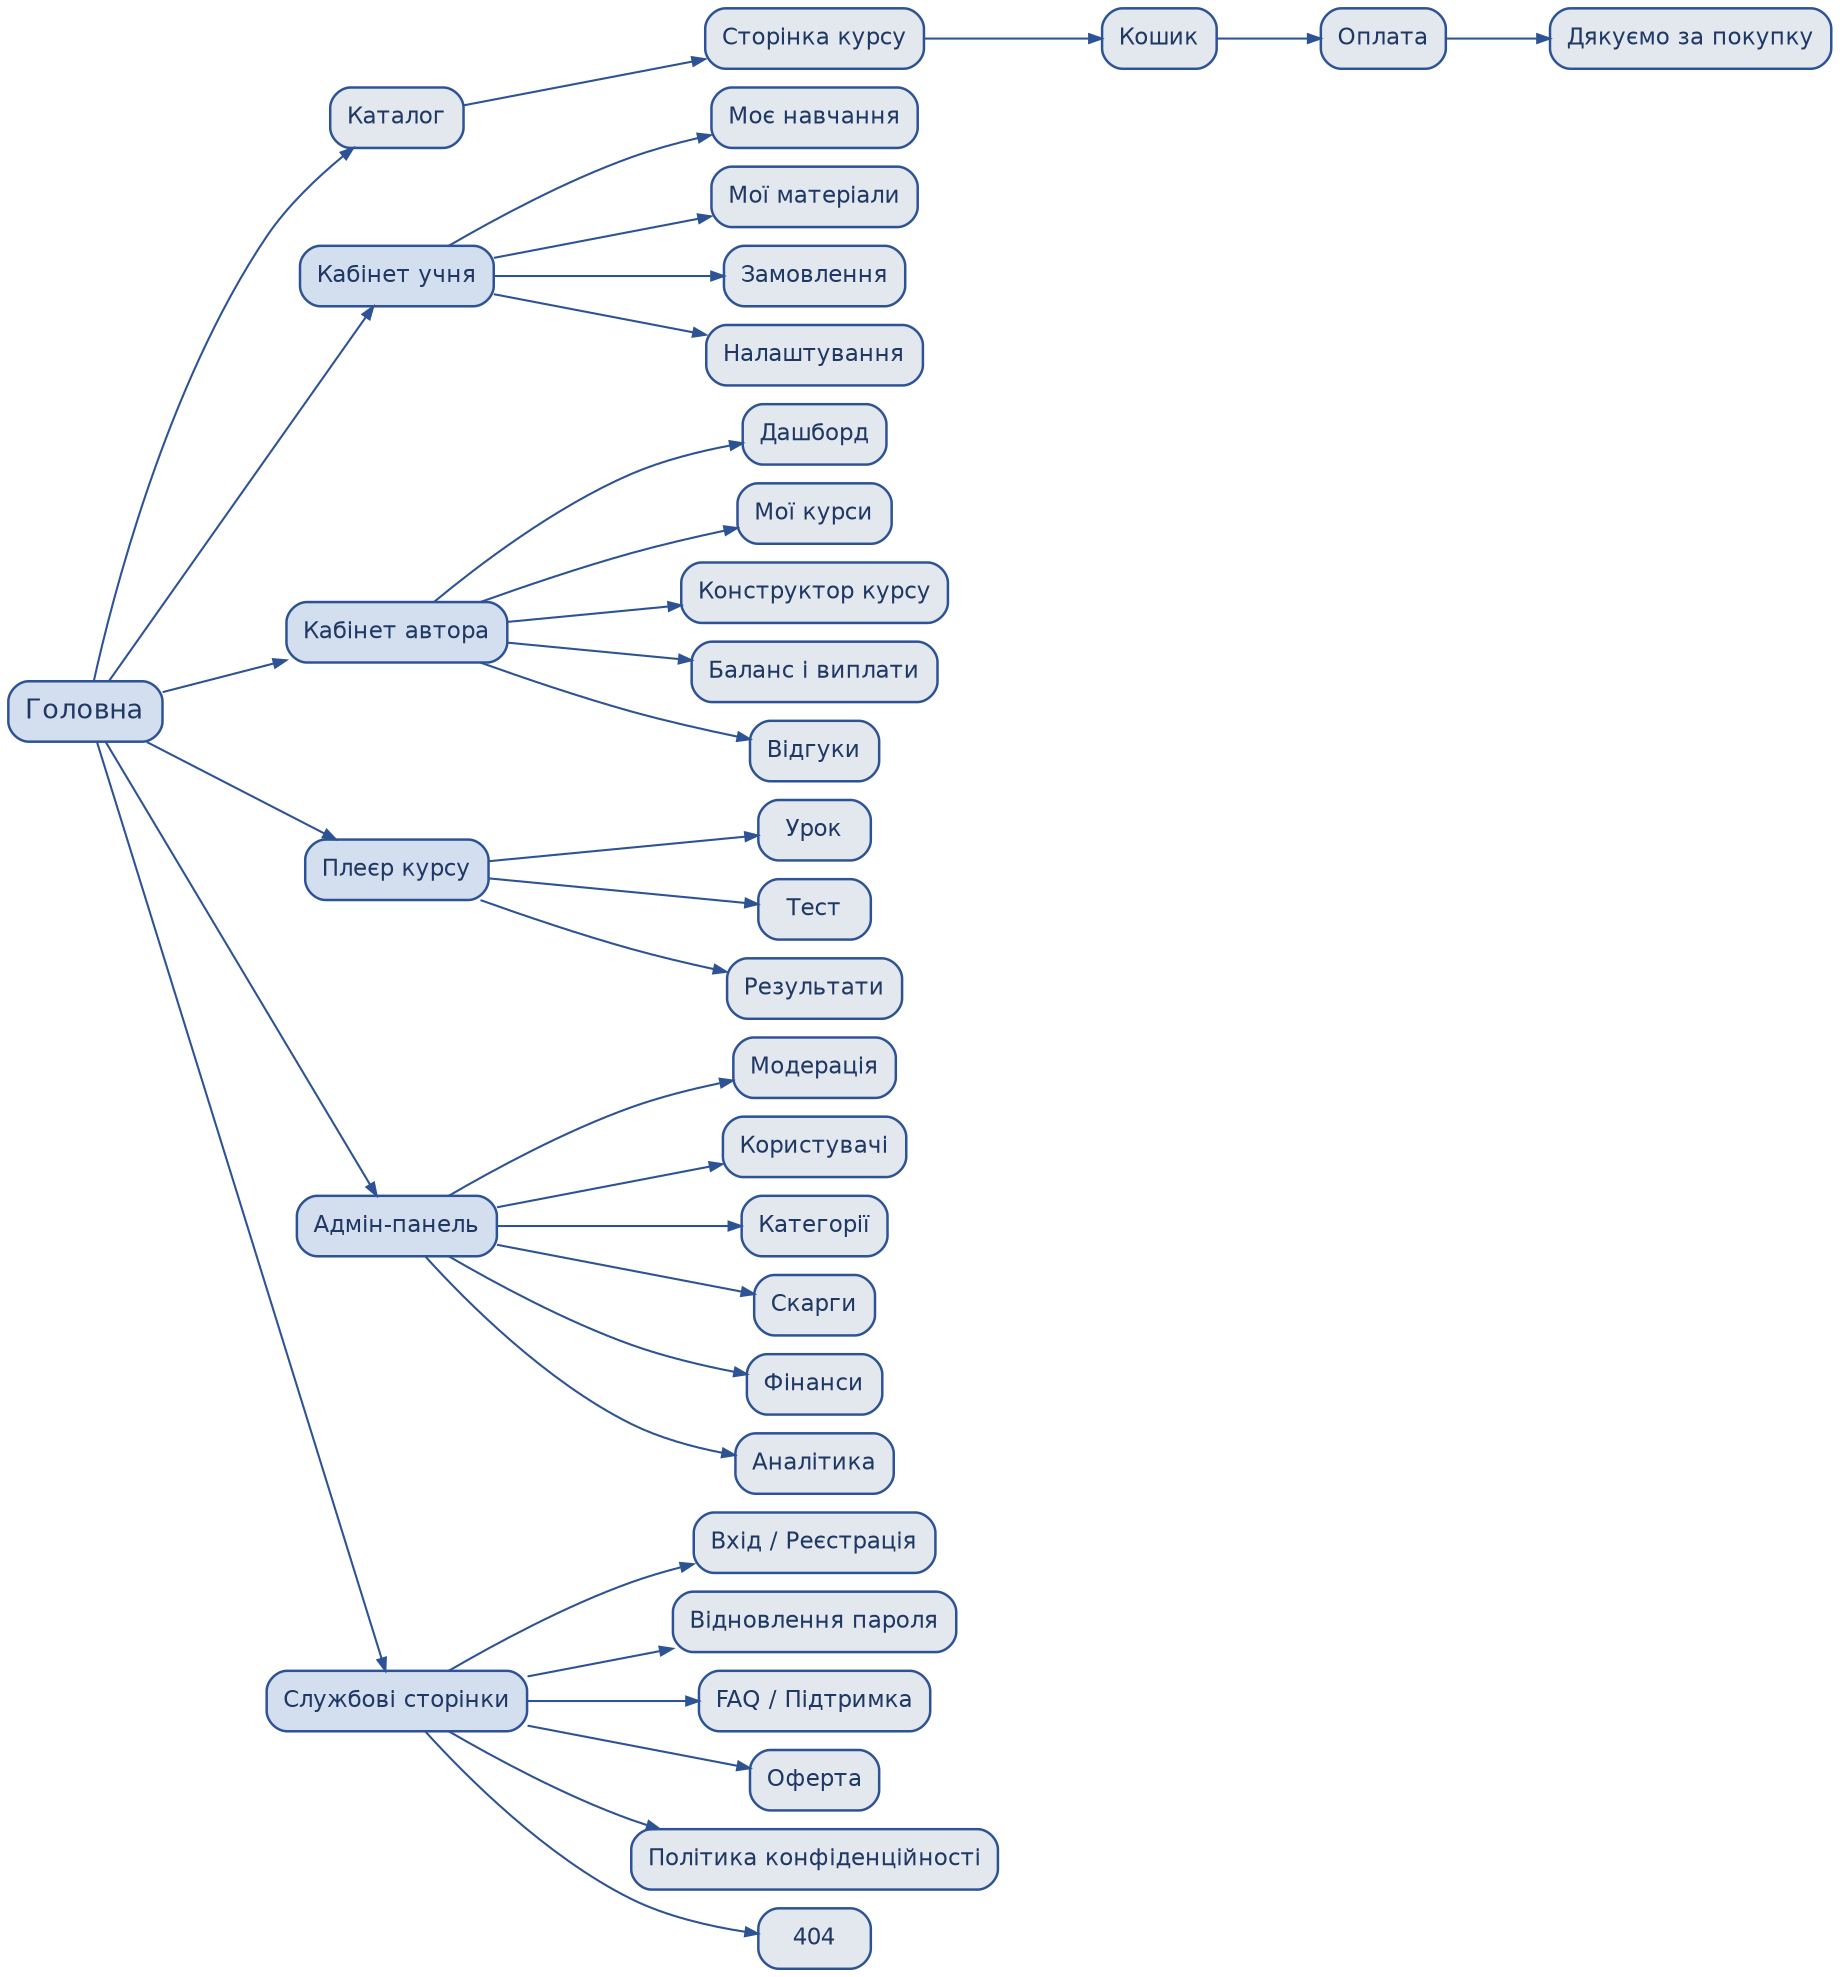 Сторінка курсу
Кошик
Оплата
Дякуємо за покупку
Каталог
Моє навчання
Мої матеріали
Кабінет учня
Замовлення
Налаштування
Дашборд
Мої курси
Конструктор курсу
Кабінет автора
Баланс і виплати
Головна
Відгуки
Урок
Плеєр курсу
Тест
Результати
Модерація
Користувачі
Адмін-панель
Категорії
Скарги
Фінанси
Аналітика
Вхід / Реєстрація
Відновлення пароля
Службові сторінки
FAQ / Підтримка
Оферта
Політика конфіденційності
404